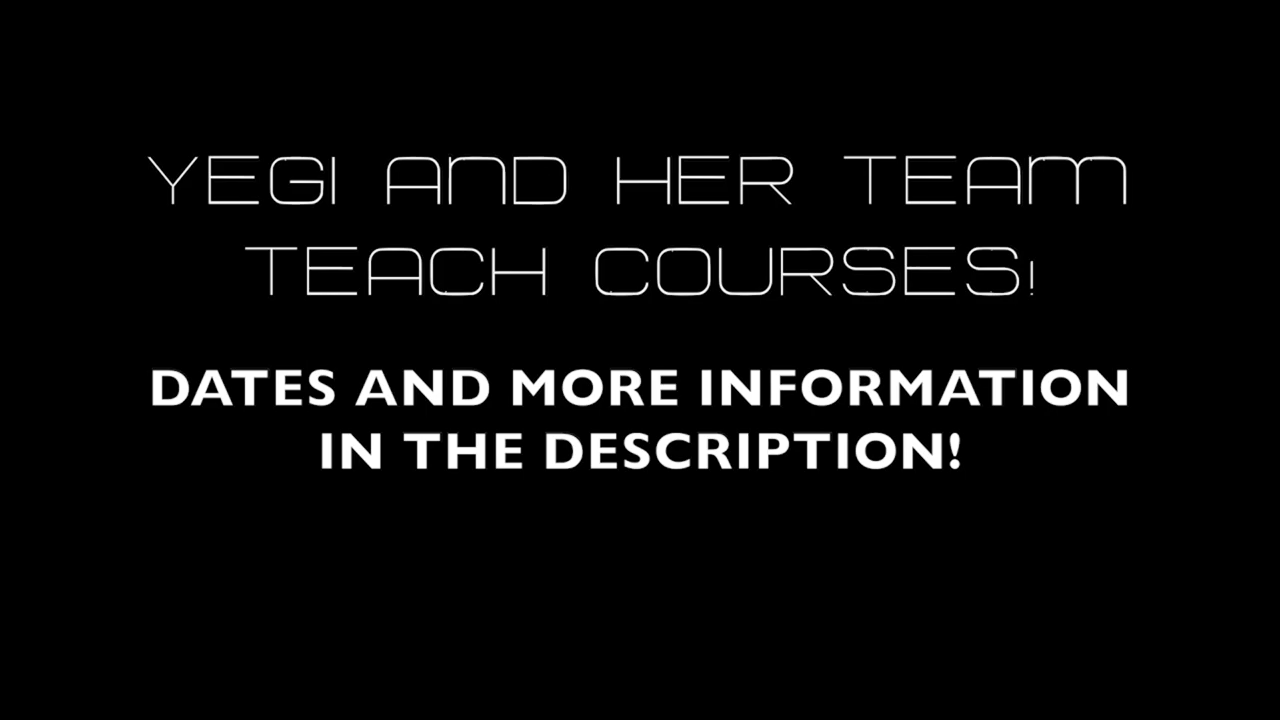 YEGI AND HER TEAM
TEACH COURSES!
DATES AND MORE INFORMATION
IN THE DESCRIPTION!